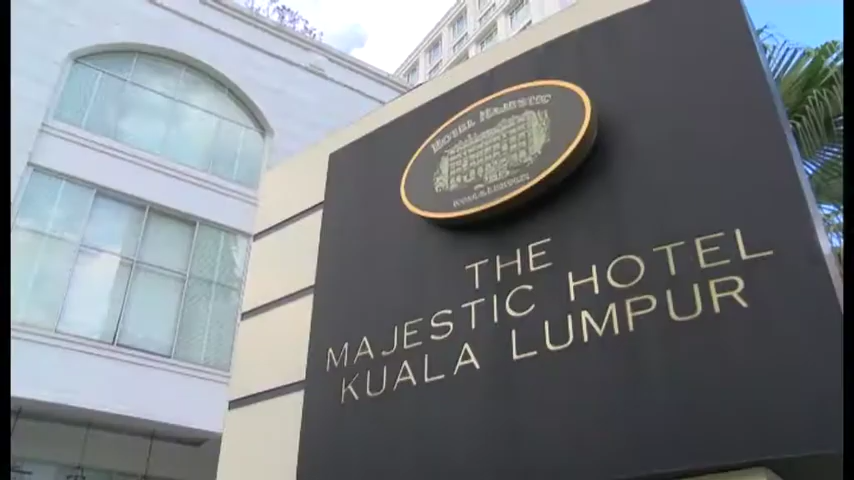 HOTEL MAJESTIC
KUALA LUMPUR
THE
MAJESTIC HOTEL
KUALA LUMPUR